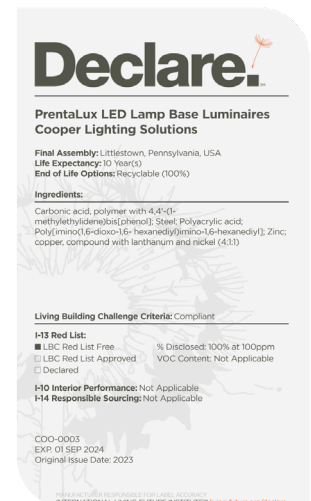 Declare.
PrentaLux LED Lamp Base Luminaires
Cooper Lighting Solutions
Final Assembly: Littlestown, Pennsylvania, USA
Life Expectancy: 10 Year(s)
End of Life Options: Recyclable (100%)
Ingredients:
Carbonic acid, polymer with 4,4'-(1-
methylethylidene)bis[phenol]; Steel; Polyacrylic acid;
Poly[imino(1,6-dioxo-1,6- hexanediyl)imino-1,6-hexanediyl]; Zinc;
copper, compound with lanthanum and nickel (4:1:1)
Living Building Challenge Criteria: Compliant
I-13 Red List:
■ LBC Red List Free % Disclosed: 100% at 100ppm
□ LBC Red List Approved VOC Content: Not Applicable
□ Declared
I-10 Interior Performance: Not Applicable
I-14 Responsible Sourcing: Not Applicable
COO-0003
EXP. 01 SEP 2024
Original Issue Date: 2023
MANUFACTURER RESPONSIBLE FOR LABEL ACCURACY